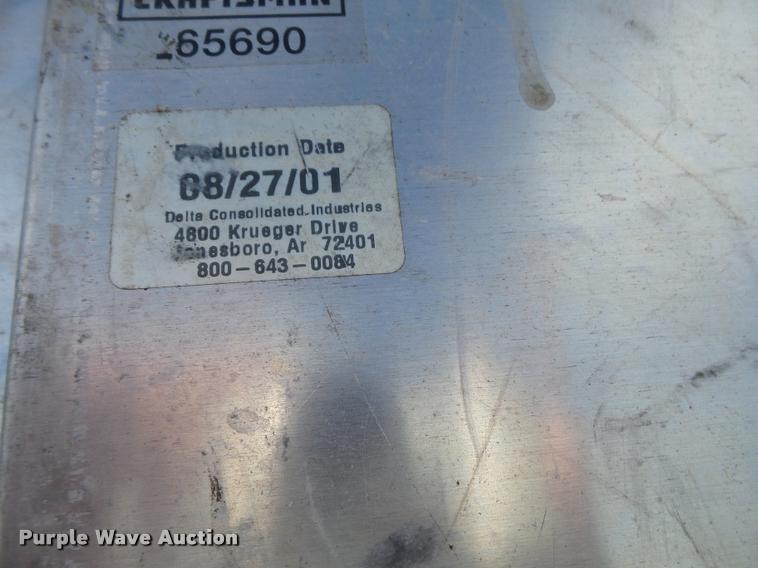 CRAFTSMAN
65690
Production Date
08/27/01
Delta Consolidated Industries
4800 Krueger Drive
Jonesboro, Ar 72401
800-643-0084
Purple Wave Auction